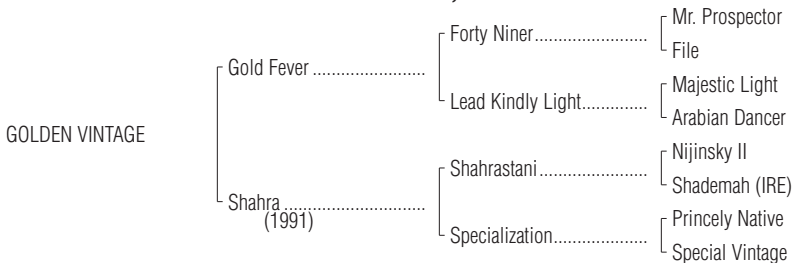 Mr. Prospector
Forty Niner........................
File
Gold Fever ........................
Majestic Light
Lead Kindly Light..............
Arabian Dancer
GOLDEN VINTAGE
Nijinsky II
Shahrastani.......................
Shademah (IRE)
Shahra ..............................
(1991)
Princely Native
Specialization....................
Special Vintage